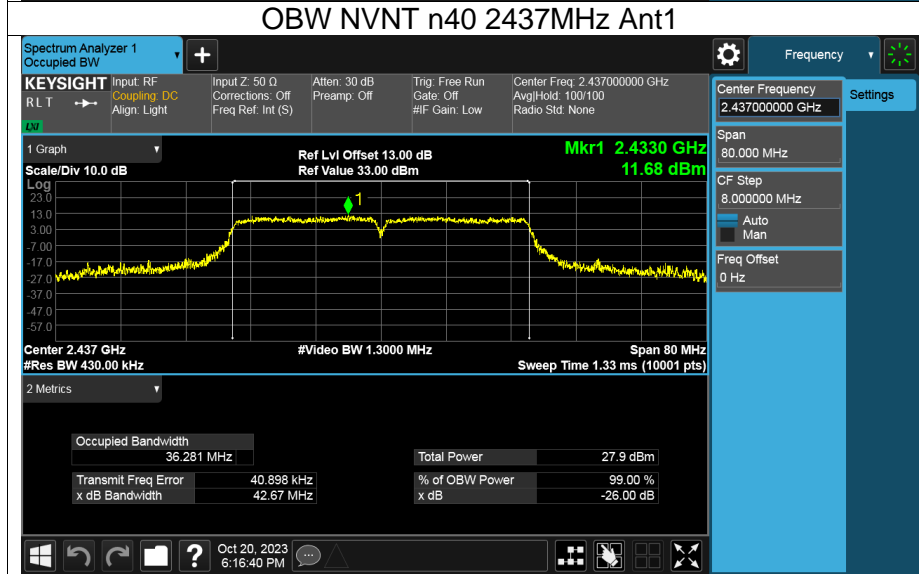 OBW NVNT n40 2437MHz Ant1
Spectrum Analyzer 1
Occupied BW
+
Frequency
KEYSIGHT
RLT
LXI
Input: RF
Coupling: DC
Align: Light
Input Z: 50 Ω
Corrections: Off
Freq Ref: Int (S)
Atten: 30 dB
Preamp: Off
Trig: Free Run
Gate: Off
#IF Gain: Low
Center Freq: 2.437000000 GHz
Avg|Hold: 100/100
Radio Std: None
Center Frequency
2.437000000 GHz
Settings
Span
80.000 MHz
CF Step
8.000000 MHz
Auto
Man
Freq Offset
0 Hz
1 Graph
Scale/Div 10.0 dB
Ref Lvl Offset 13.00 dB
Ref Value 33.00 dBm
Mkr1 2.4330 GHz
11.68 dBm
Log
23.0
13.0
3.00
-7.00
-17.0
-27.0
-37.0
-47.0
-57.0
1
Center 2.437 GHz
#Res BW 430.00 kHz
#Video BW 1.3000 MHz
Span 80 MHz
Sweep Time 1.33 ms (10001 pts)
2 Metrics
Occupied Bandwidth
36.281 MHz
Total Power 27.9 dBm
Transmit Freq Error 40.898 kHz
% of OBW Power 99.00 %
x dB Bandwidth 42.67 MHz
x dB -26.00 dB
?
Oct 20, 2023
6:16:40 PM